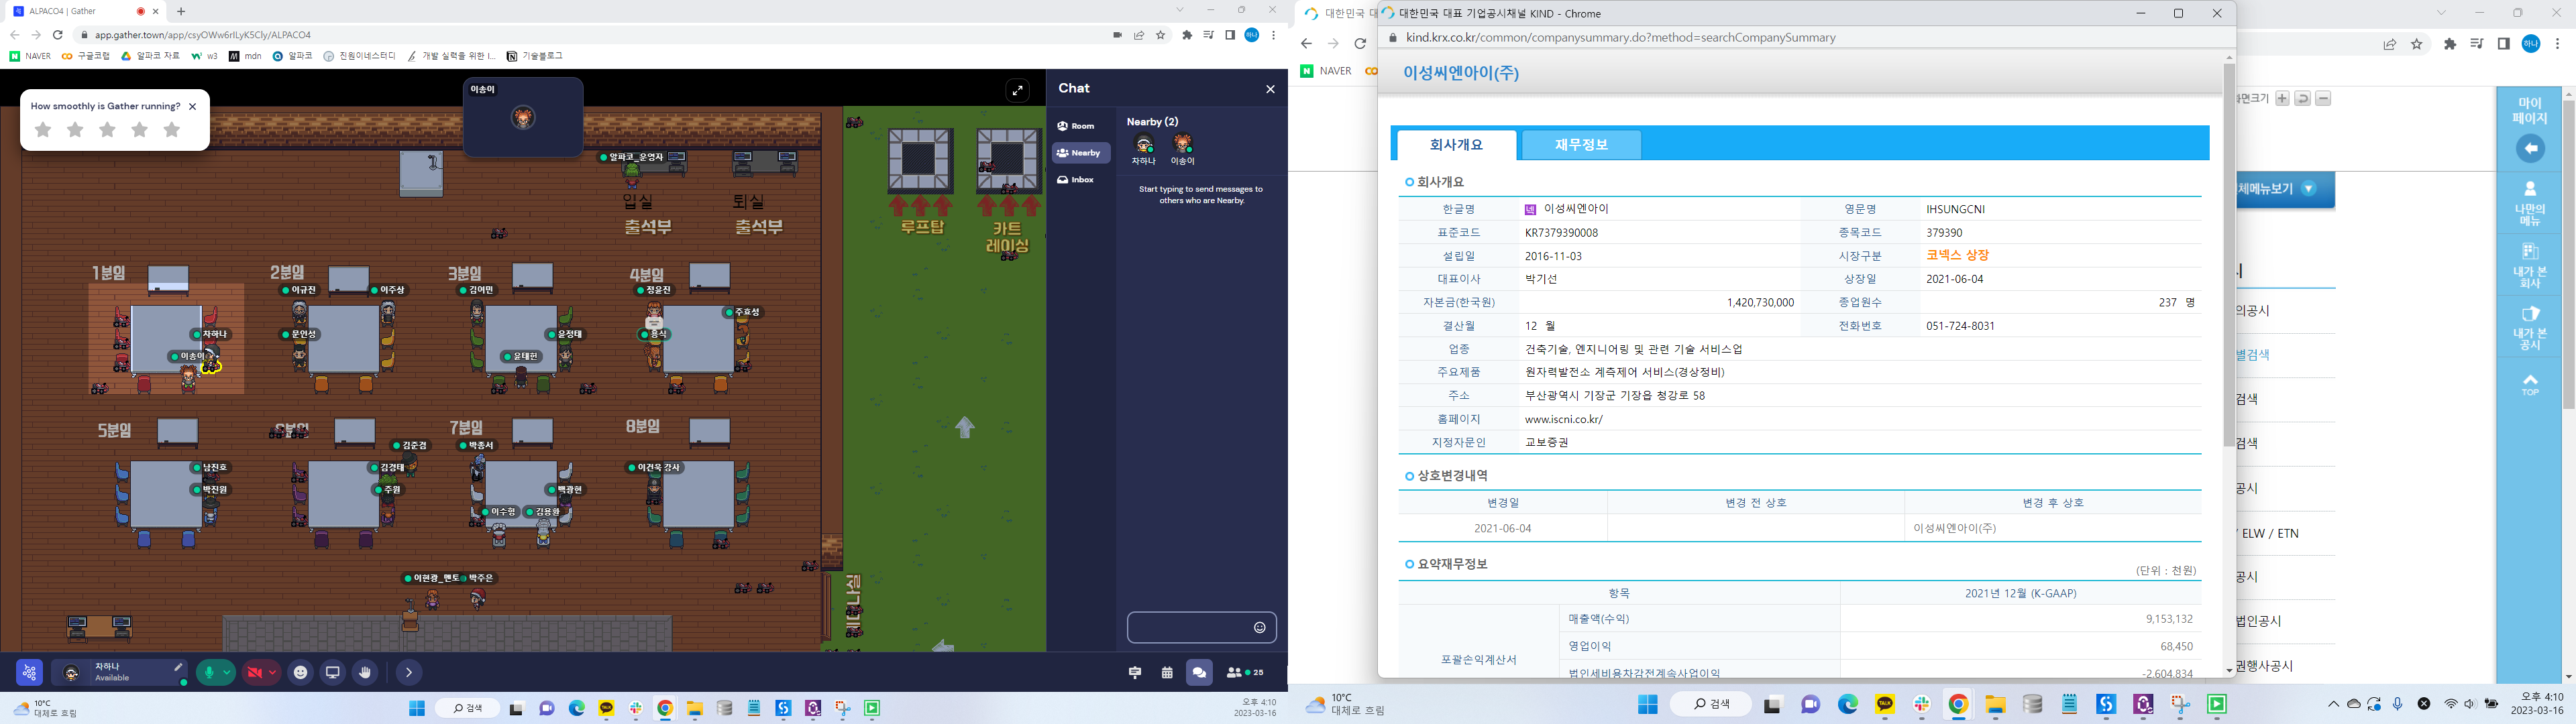 ALPACO4 | Gather
app.gather.town/app/csyOWw6rILyK5Cly/ALPACO4
하나
NAVER
구글코랩
알파코 자료
w3
mdn
알파코
진원이네스터디
개발 실력을 위한 I...
기술블로그
How smoothly is Gather running?
이송이
알파코_운영자
입실
출석부
퇴실
출석부
루프탑
카트
레이싱
1분임
2분임
3분임
4분임
이규진
이주상
김여민
정윤진
주효성
차하나
문인성
윤정태
홍식
이송이
윤태헌
5분임
7분임
8분임
김준겸
박종서
남진호
김경태
이건욱 강사
박진원
주원
백광현
이수형
김용환
이현광_멘토
박주은
세미나실
Chat
Room
Nearby
Inbox
Nearby (2)
차하나
이송이
Start typing to send messages to
others who are Nearby.
차하나
Available
25
10°C
대체로 흐림
검색
오후 4:10
2023-03-16
대한민국 대
NAVER
대한민국 대표 기업공시채널 KIND - Chrome
kind.krx.co.kr/common/companysummary.do?method=searchCompanySummary
이성씨엔아이(주)
회사개요
재무정보
회사개요
한글명
넥 이성씨엔아이
영문명
IHSUNGCNI
표준코드
KR7379390008
종목코드
379390
설립일
2016-11-03
시장구분
코넥스 상장
대표이사
박기선
상장일
2021-06-04
자본금(한국원)
1,420,730,000
종업원수
237 명
결산월
12 월
전화번호
051-724-8031
업종
건축기술, 엔지니어링 및 관련 기술 서비스업
주요제품
원자력발전소 계측제어 서비스(경상정비)
주소
부산광역시 기장군 기장읍 청강로 58
홈페이지
www.iscni.co.kr/
지정자문인
교보증권
상호변경내역
변경일
변경 전 상호
변경 후 상호
2021-06-04
이성씨엔아이(주)
요약재무정보
(단위 : 천원)
항목
2021년 12월 (K-GAAP)
포괄손익계산서
매출액(수익)
9,153,132
영업이익
68,450
법인세비용차감전계속사업이익
-2,604,834
하나
화면크기
체메뉴보기
시
의공시
별검색
검색
검색
공시
/ ELW / ETN
공시
법인공시
권행사공시
마이
페이지
나만의
메뉴
내가 본
회사
내가 본
공시
TOP
10°C
대체로 흐림
검색
오후 4:10
2023-03-16